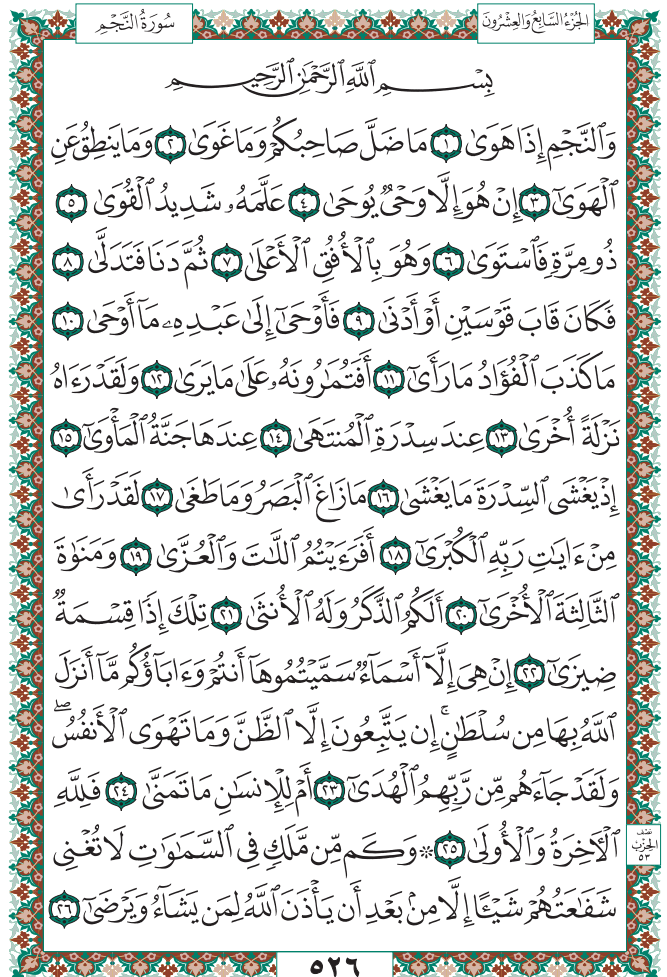 سُورَةُ النَّجْمِ
الجُزْءُ السَّابِعُ وَالعِشْرُونَ
بِسْمِ ٱللَّهِ ٱلرَّحْمَٰنِ ٱلرَّحِيمِ
وَٱلنَّجْمِ إِذَا هَوَىٰ ١ مَا ضَلَّ صَاحِبُكُمْ وَمَا غَوَىٰ ٢ وَمَا يَنطِقُ عَنِ
ٱلْهَوَىٰٓ ٣ إِنْ هُوَ إِلَّا وَحْىٌ يُوحَىٰ ٤ عَلَّمَهُۥ شَدِيدُ ٱلْقُوَىٰ ٥
ذُو مِرَّةٍ فَٱسْتَوَىٰ ٦ وَهُوَ بِٱلْأُفُقِ ٱلْأَعْلَىٰ ٧ ثُمَّ دَنَا فَتَدَلَّىٰ ٨
فَكَانَ قَابَ قَوْسَيْنِ أَوْ أَدْنَىٰ ٩ فَأَوْحَىٰٓ إِلَىٰ عَبْدِهِۦ مَآ أَوْحَىٰ ١٠
مَا كَذَبَ ٱلْفُؤَادُ مَا رَأَىٰٓ ١١ أَفَتُمَٰرُونَهُۥ عَلَىٰ مَا يَرَىٰ ١٢ وَلَقَدْ رَءَاهُ
نَزْلَةً أُخْرَىٰ ١٣ عِندَ سِدْرَةِ ٱلْمُنتَهَىٰ ١٤ عِندَهَا جَنَّةُ ٱلْمَأْوَىٰٓ ١٥
إِذْ يَغْشَى ٱلسِّدْرَةَ مَا يَغْشَىٰ ١٦ مَا زَاغَ ٱلْبَصَرُ وَمَا طَغَىٰ ١٧ لَقَدْ رَأَىٰ
مِنْ ءَايَٰتِ رَبِّهِ ٱلْكُبْرَىٰٓ ١٨ أَفَرَءَيْتُمُ ٱللَّٰتَ وَٱلْعُزَّىٰ ١٩ وَمَنَوٰةَ
ٱلثَّالِثَةَ ٱلْأُخْرَىٰٓ ٢٠ أَلَكُمُ ٱلذَّكَرُ وَلَهُ ٱلْأُنثَىٰ ٢١ تِلْكَ إِذًا قِسْمَةٌ
ضِيزَىٰٓ ٢٢ إِنْ هِىَ إِلَّآ أَسْمَآءٌ سَمَّيْتُمُوهَآ أَنتُمْ وَءَابَآؤُكُم مَّآ أَنزَلَ
ٱللَّهُ بِهَا مِن سُلْطَٰنٍ ۚ إِن يَتَّبِعُونَ إِلَّا ٱلظَّنَّ وَمَا تَهْوَى ٱلْأَنفُسُ ۖ
وَلَقَدْ جَآءَهُم مِّن رَّبِّهِمُ ٱلْهُدَىٰٓ ٢٣ أَمْ لِلْإِنسَٰنِ مَا تَمَنَّىٰ ٢٤ فَلِلَّهِ
ٱلْأَخِرَةُ وَٱلْأُولَىٰ ٢٥ ۞ وَكَم مِّن مَّلَكٍ فِى ٱلسَّمَٰوَٰتِ لَا تُغْنِى
شَفَٰعَتُهُمْ شَيْـًٔا إِلَّا مِنۢ بَعْدِ أَن يَأْذَنَ ٱللَّهُ لِمَن يَشَآءُ وَيَرْضَىٰٓ ٢٦
نصف
الحزب
٥٣
٥٢٦